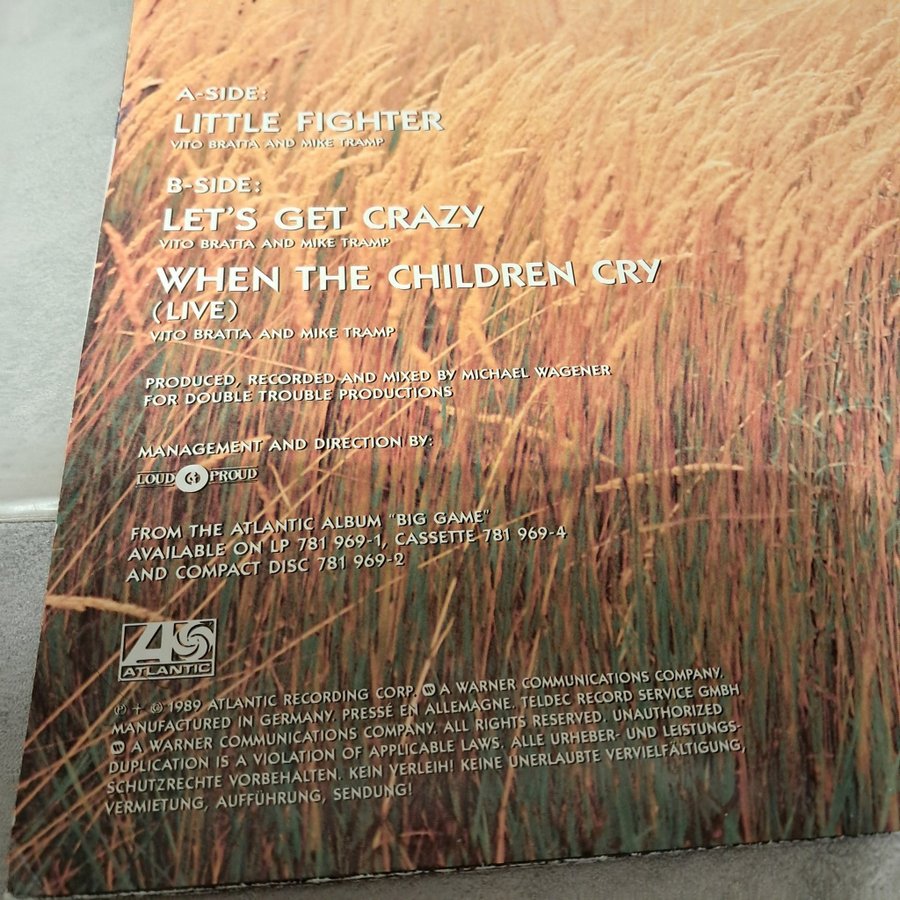 A-SIDE:
LITTLE FIGHTER
VITO BRATTA AND MIKE TRAMP
B-SIDE:
LET'S GET CRAZY
VITO BRATTA AND MIKE TRAMP
WHEN THE CHILDREN CRY
(LIVE)
VITO BRATTA AND MIKE TRAMP
PRODUCED, RECORDED AND MIXED BY MICHAEL WAGENER
FOR DOUBLE TROUBLE PRODUCTIONS
MANAGEMENT AND DIRECTION BY:
LOUD & PROUD
FROM THE ATLANTIC ALBUM "BIG GAME"
AVAILABLE ON LP 781 969-1, CASSETTE 781 969-4
AND COMPACT DISC 781 969-2
ATLANTIC
℗ + © 1989 ATLANTIC RECORDING CORP. A WARNER COMMUNICATIONS COMPANY.
MANUFACTURED IN GERMANY. PRESSÉ EN ALLEMAGNE. TELDEC RECORD SERVICE GMBH
A WARNER COMMUNICATIONS COMPANY. ALL RIGHTS RESERVED. UNAUTHORIZED
DUPLICATION IS A VIOLATION OF APPLICABLE LAWS. ALLE URHEBER- UND LEISTUNGS-
SCHUTZRECHTE VORBEHALTEN. KEIN VERLEIH! KEINE UNERLAUBTE VERVIELFÄLTIGUNG,
VERMIETUNG, AUFFÜHRUNG, SENDUNG!